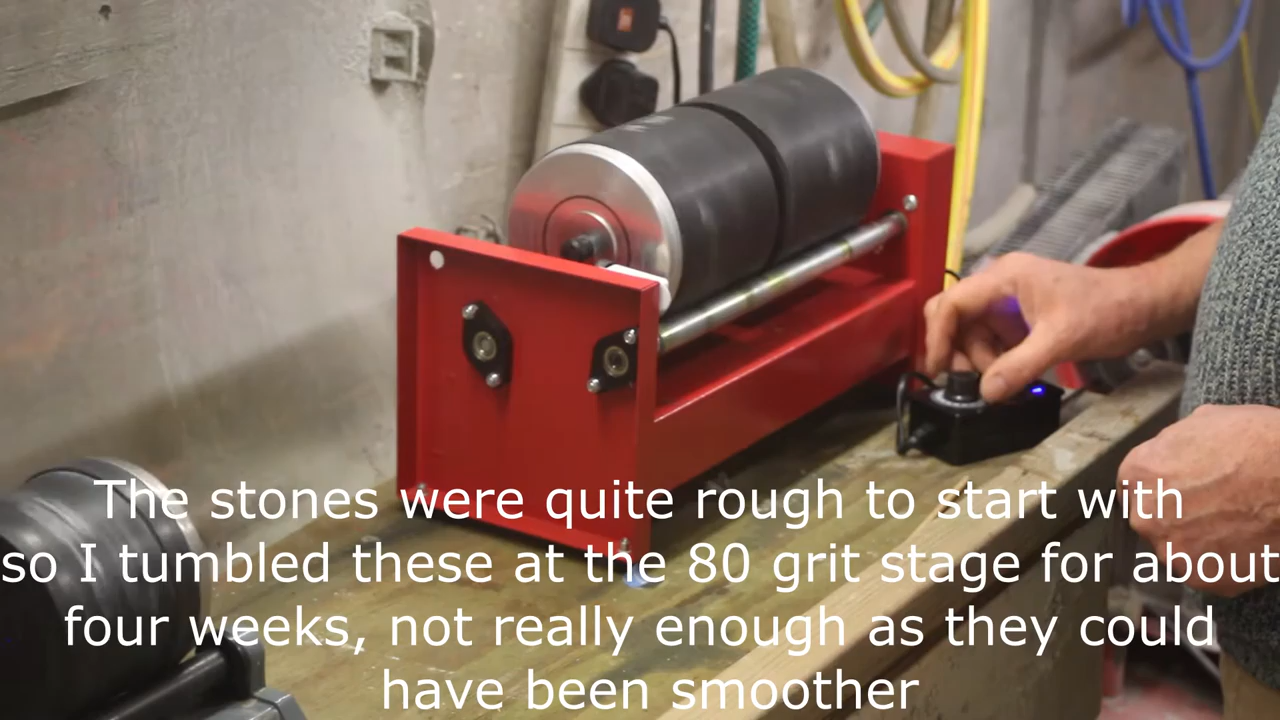 The stones were quite rough to start with
so I tumbled these at the 80 grit stage for about
four weeks, not really enough as they could
have been smoother